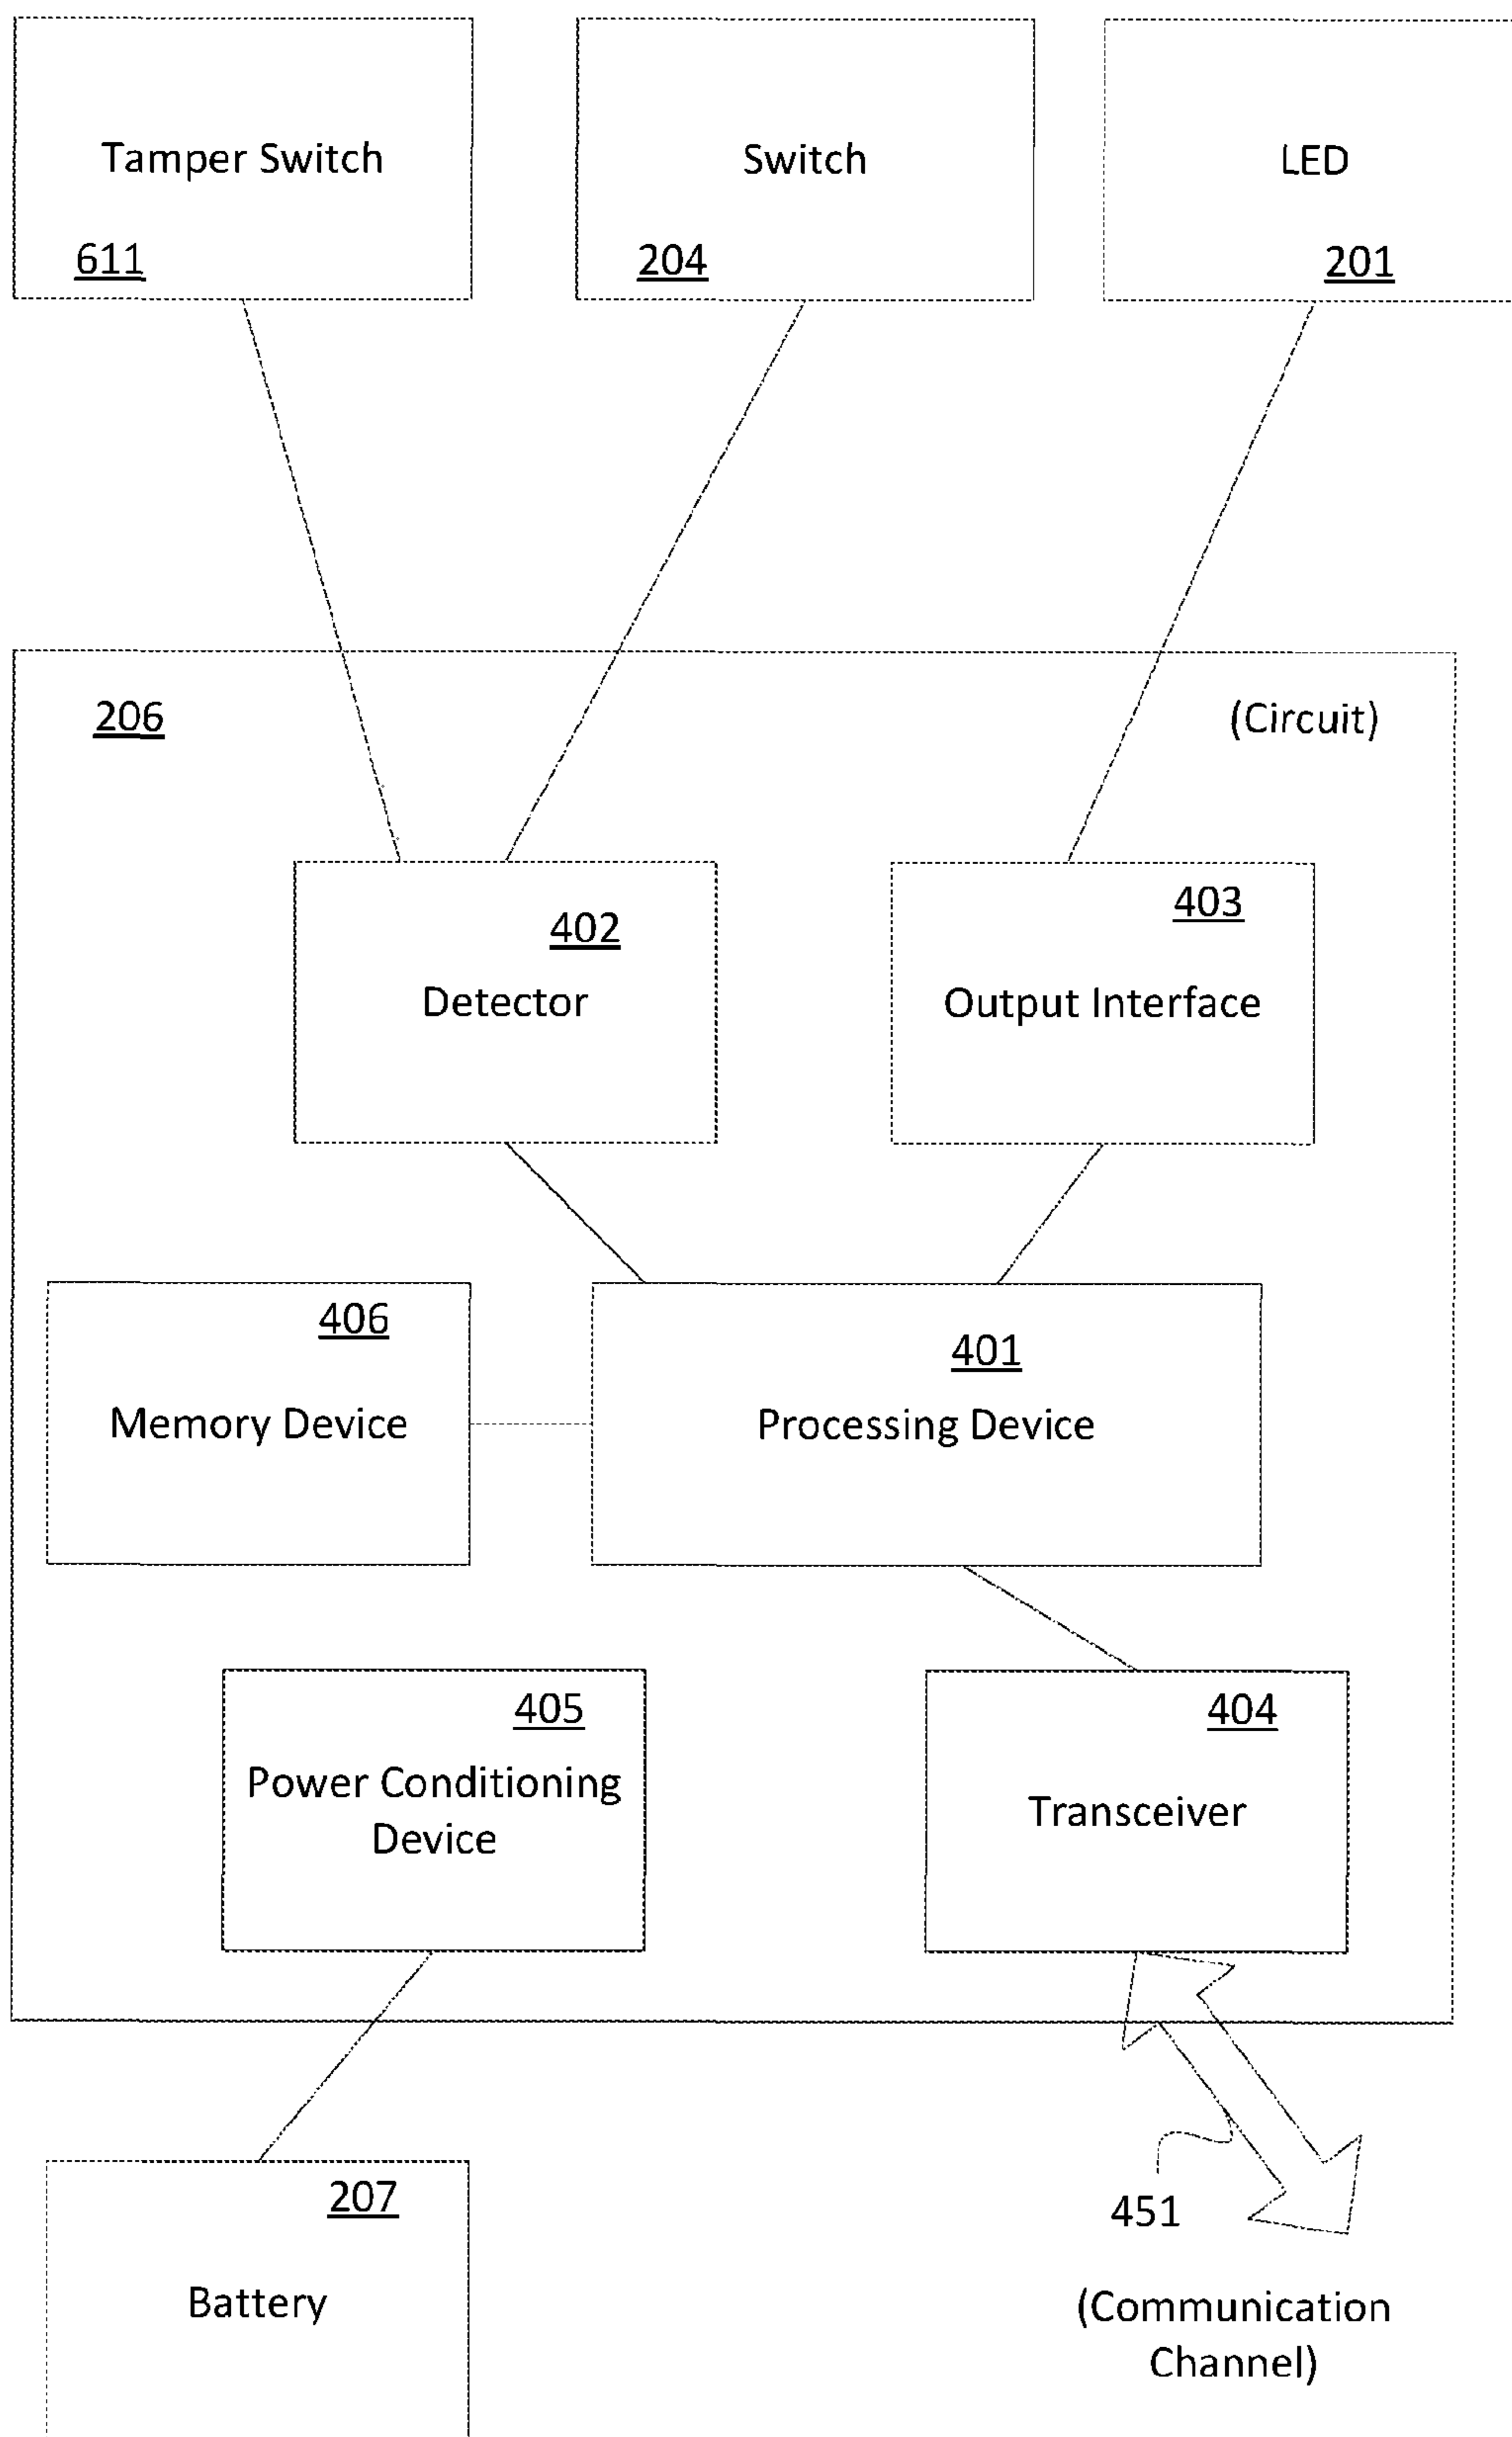 Tamper Switch
611
Switch
204
LED
201
206
(Circuit)
402
Detector
403
Output Interface
406
Memory Device
401
Processing Device
405
Power Conditioning
Device
404
Transceiver
207
Battery
451
(Communication
Channel)